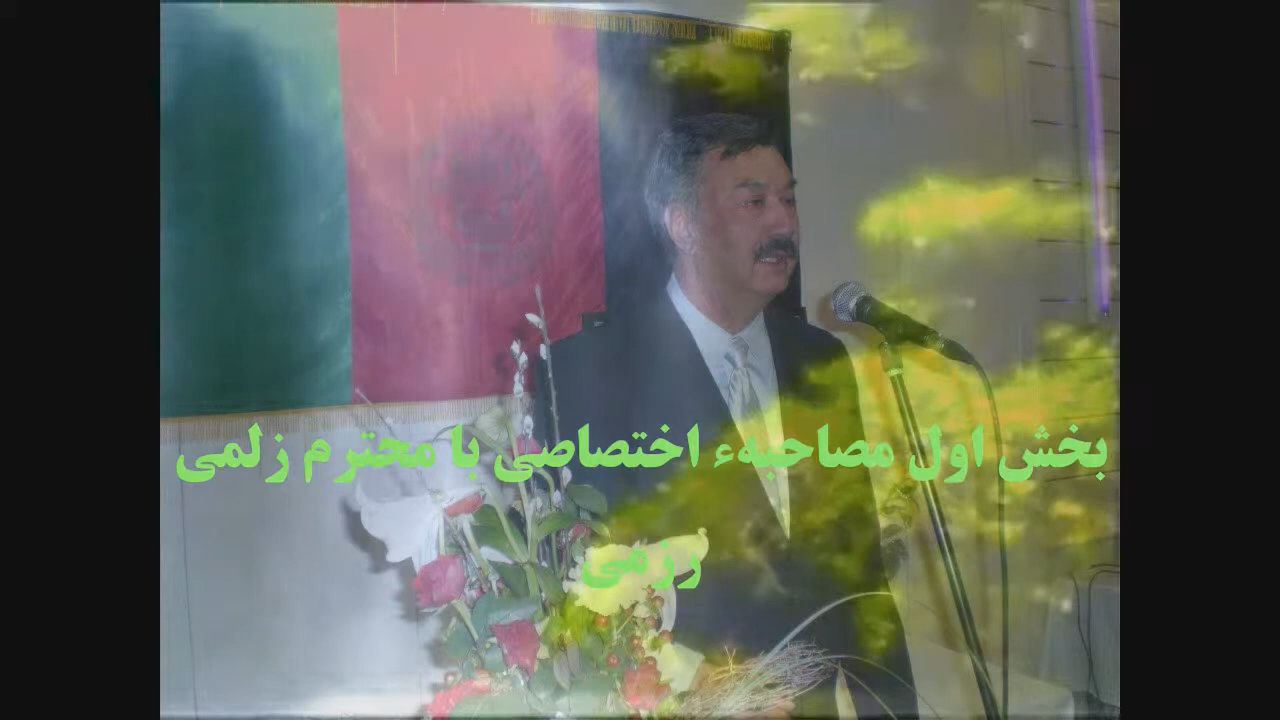 بخش اول مصاحبهء اختصاصی با محترم زلمی
رزمی